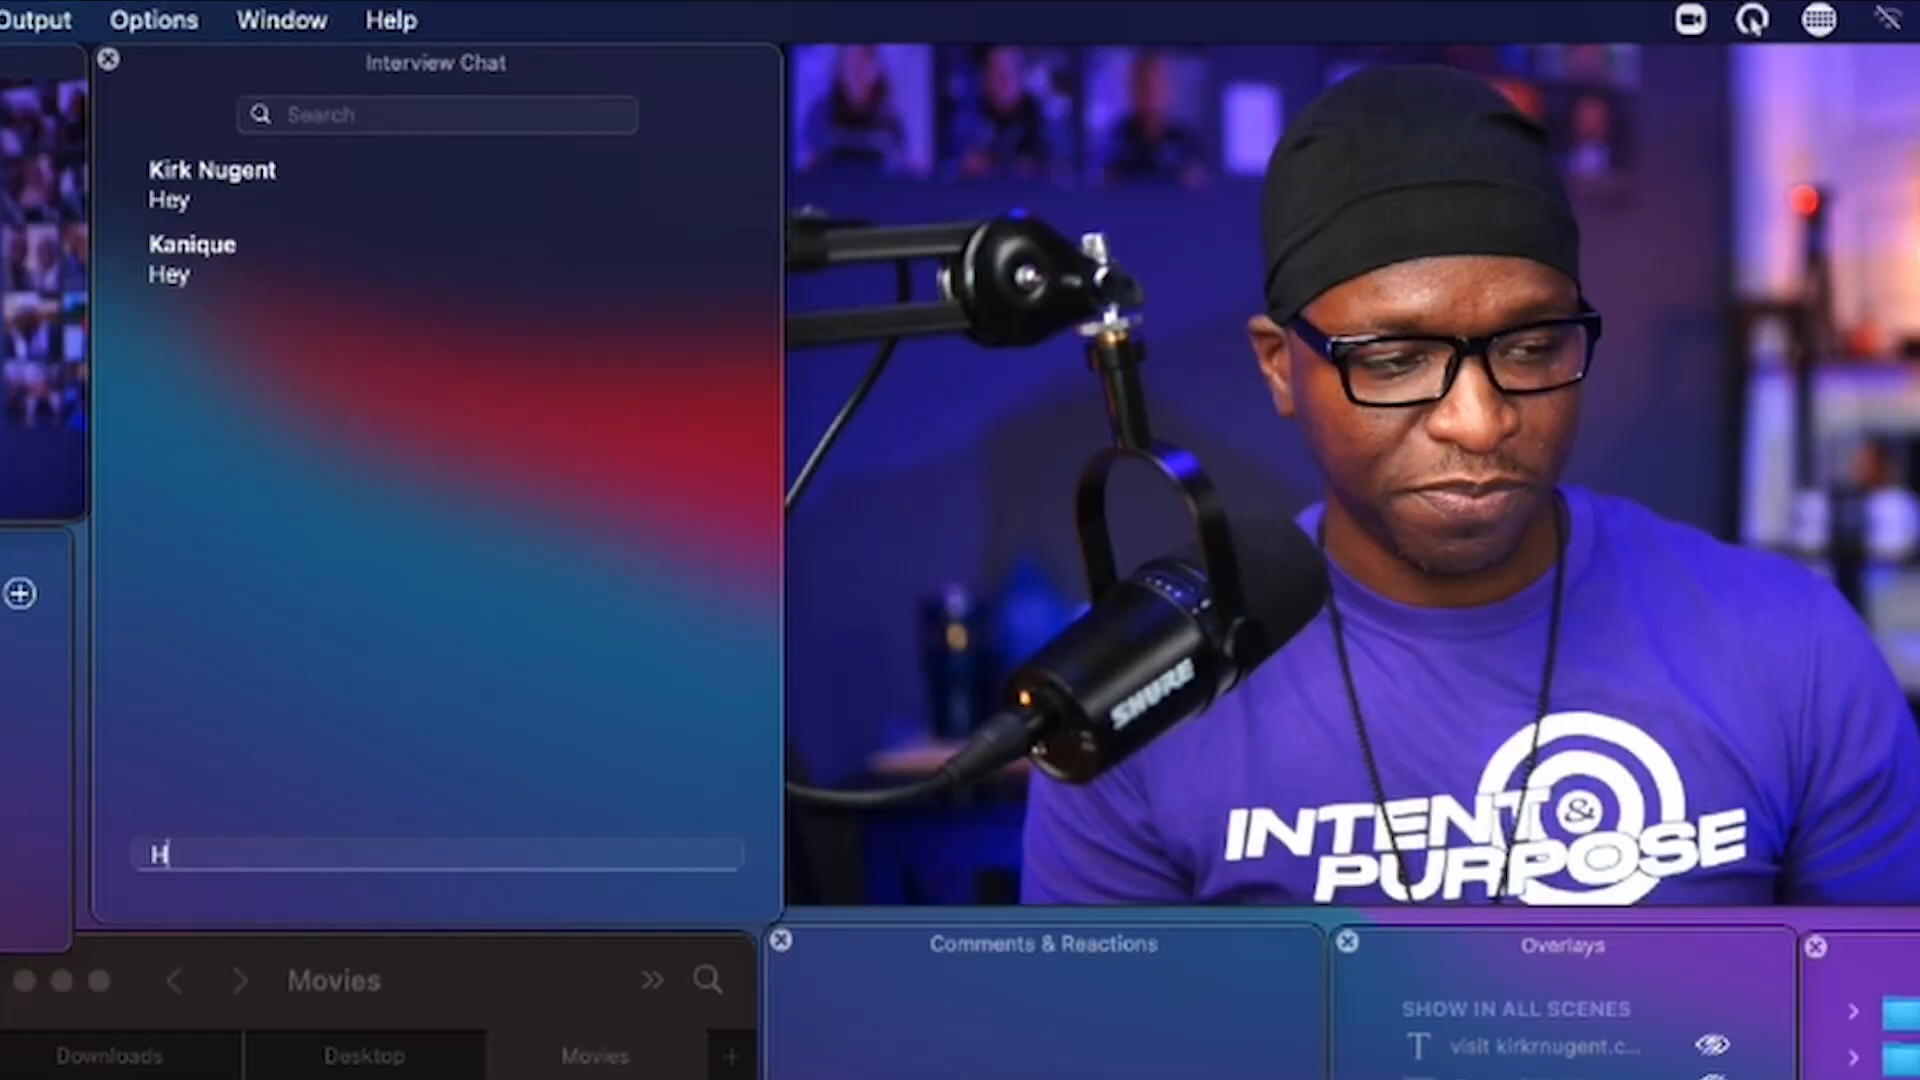 Output Options Window Help
Interview Chat
Search
Kirk Nugent
Hey
Kanique
Hey
H
SHURE
INTENT &
PURPOSE
Movies
Downloads Desktop Movies
Comments & Reactions
Overlays
SHOW IN ALL SCENES
T visit kirkrnugent.c...